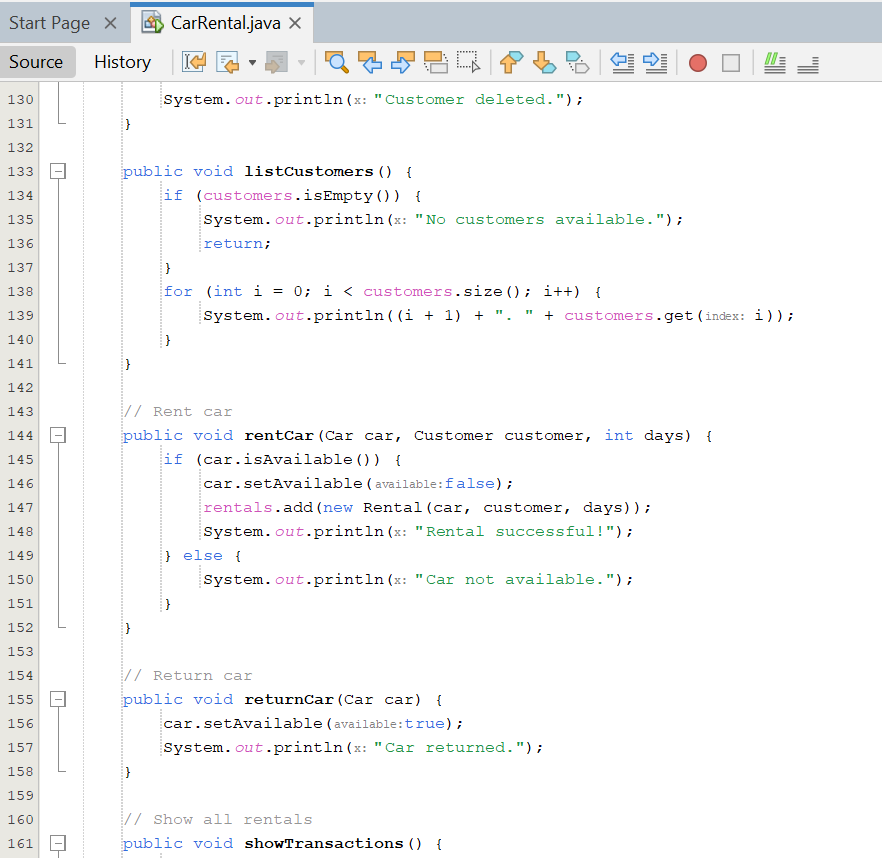 Start Page
CarRental.java
Source History
130 System.out.println(x: "Customer deleted.");
131 }
132
133 public void listCustomers() {
134 if (customers.isEmpty()) {
135 System.out.println(x: "No customers available.");
136 return;
137 }
138 for (int i = 0; i < customers.size(); i++) {
139 System.out.println((i + 1) + ". " + customers.get(index: i));
140 }
141 }
142
143 // Rent car
144 public void rentCar(Car car, Customer customer, int days) {
145 if (car.isAvailable()) {
146 car.setAvailable(available:false);
147 rentals.add(new Rental(car, customer, days));
148 System.out.println(x: "Rental successful!");
149 } else {
150 System.out.println(x: "Car not available.");
151 }
152 }
153
154 // Return car
155 public void returnCar(Car car) {
156 car.setAvailable(available:true);
157 System.out.println(x: "Car returned.");
158 }
159
160 // Show all rentals
161 public void showTransactions() {